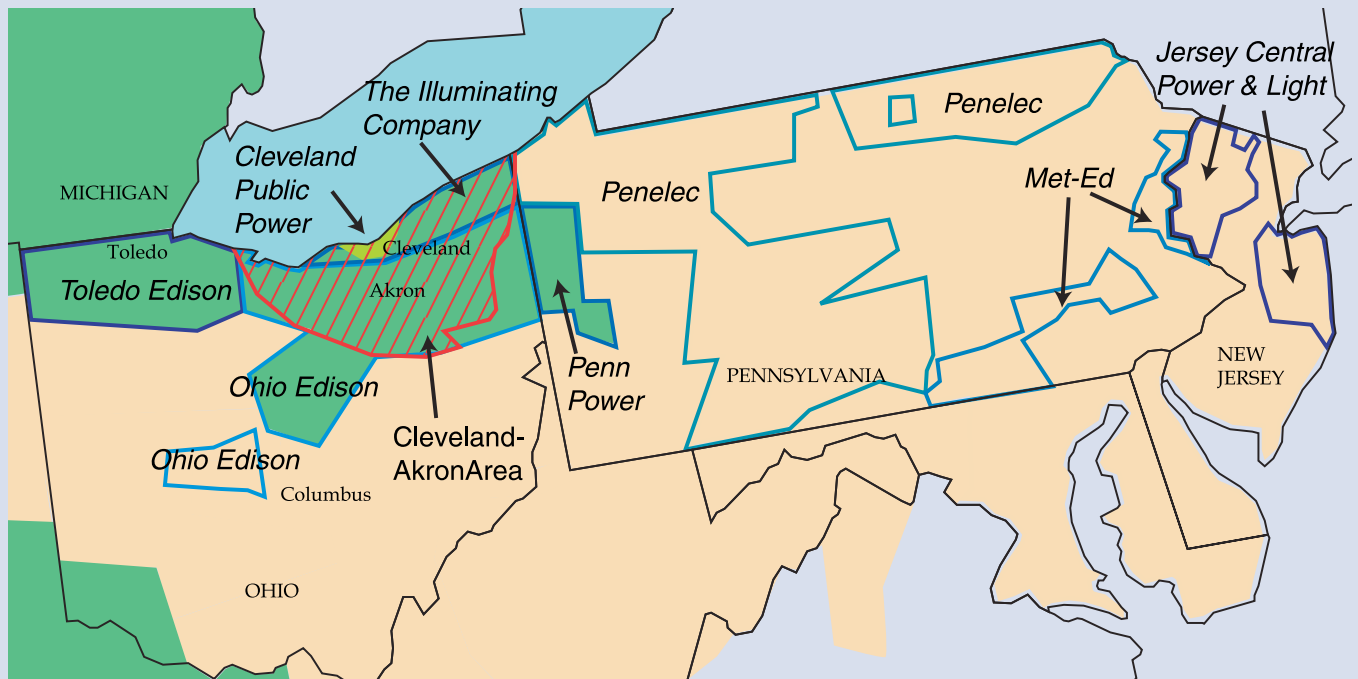 Jersey Central
Power & Light
The Illuminating
Company
Penelec
Cleveland
Public
Power
MICHIGAN
Penelec
Met-Ed
Toledo
Cleveland
Toledo Edison
Akron
Ohio Edison
Penn
Power
PENNSYLVANIA
NEW
JERSEY
Cleveland-
AkronArea
Ohio Edison
Columbus
OHIO